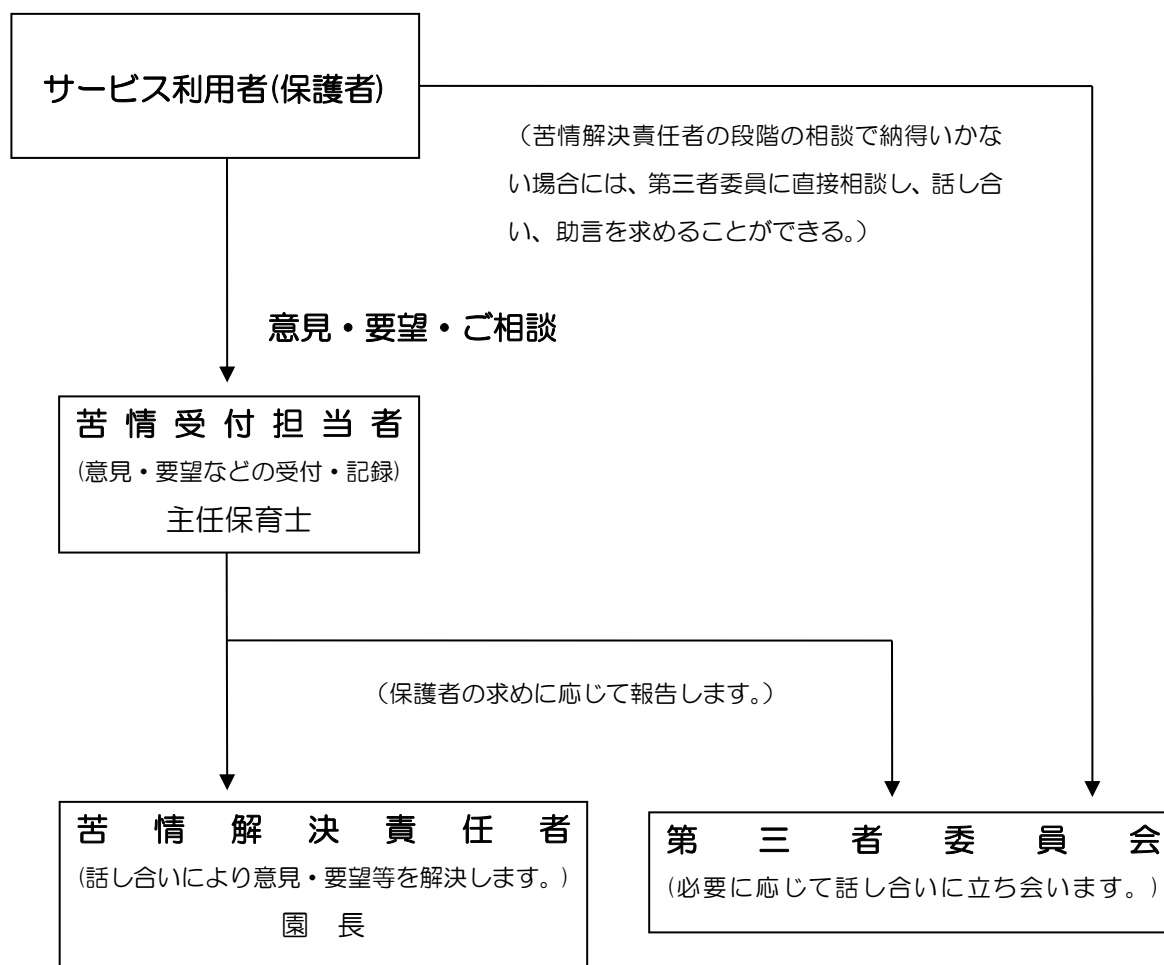 サービス利用者(保護者)
（苦情解決責任者の段階の相談で納得いかな
い場合には、第三者委員に直接相談し、話し合
い、助言を求めることができる。）
意見・要望・ご相談
苦情受付担当者
(意見・要望などの受付・記録)
主任保育士
（保護者の求めに応じて報告します。）
苦情解決責任者
(話し合いにより意見・要望等を解決します。)
園　長
第三者委員会
(必要に応じて話し合いに立ち会います。)